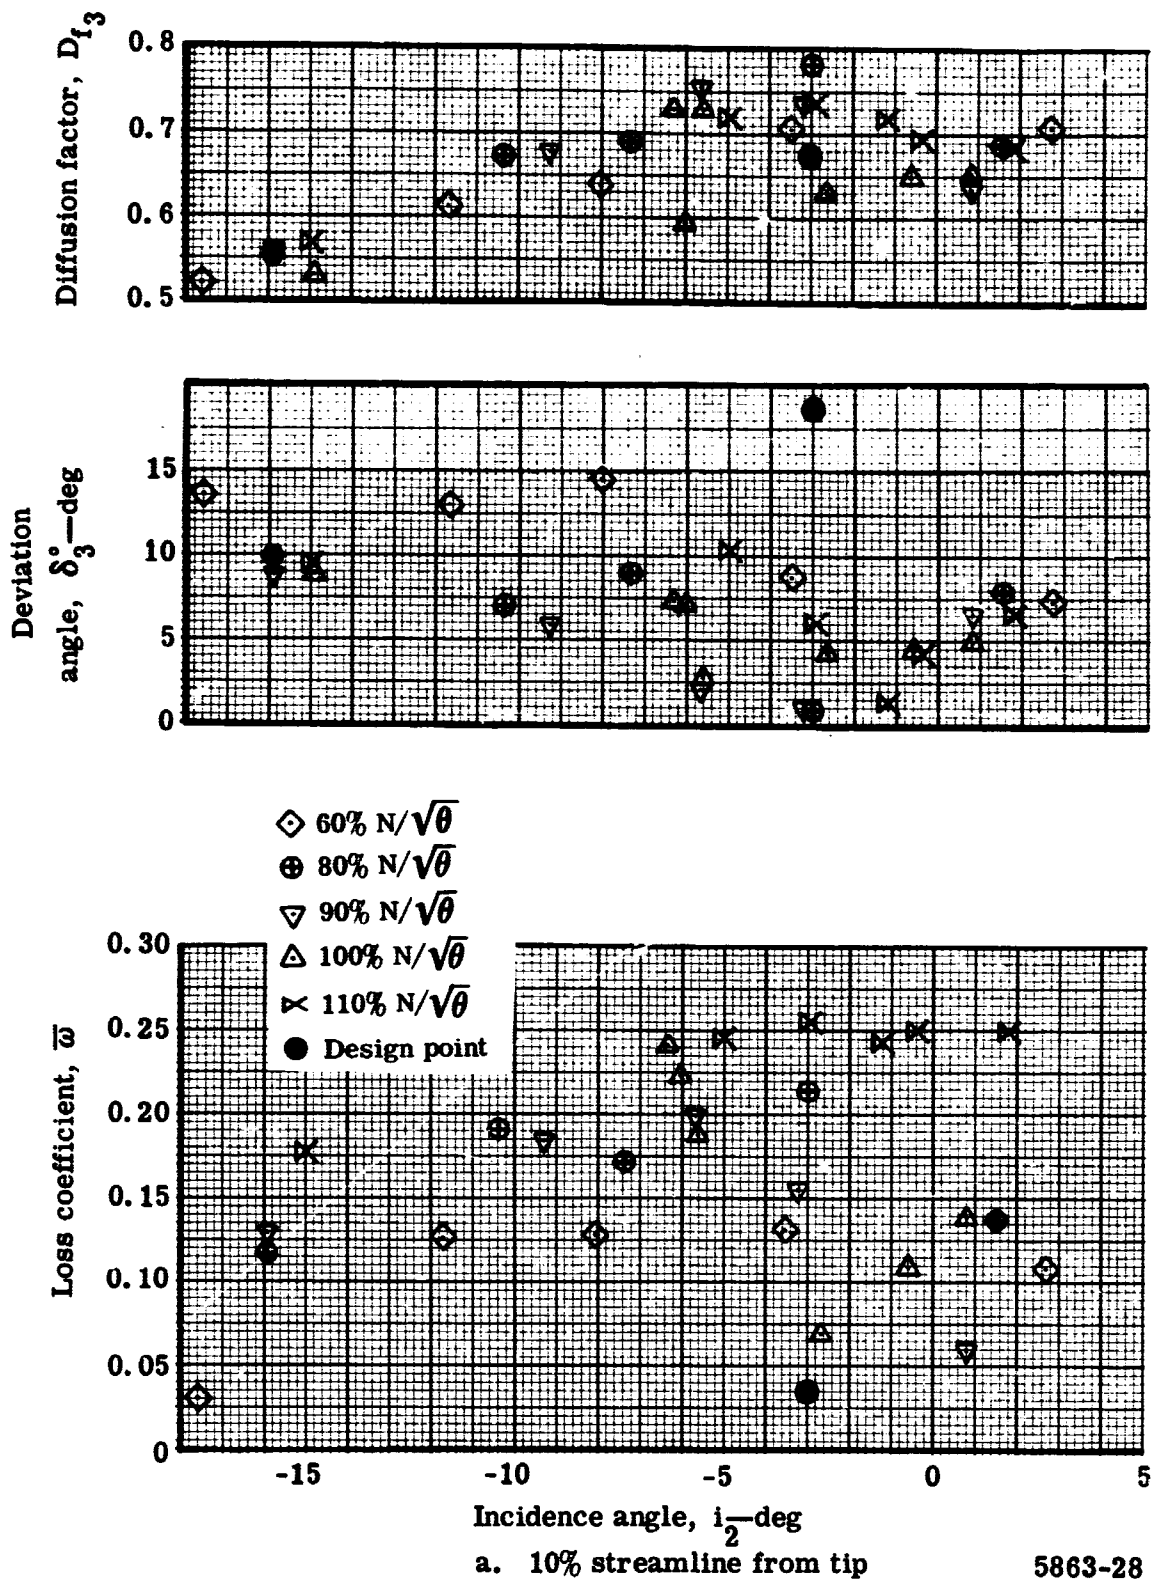 Diffusion factor, D_f3
0.8
0.7
0.6
0.5
Deviation
angle, δ°3—deg
15
10
5
0
60% N/√θ
80% N/√θ
90% N/√θ
100% N/√θ
110% N/√θ
Design point
Loss coefficient, ω̅
0.30
0.25
0.20
0.15
0.10
0.05
0
-15 -10 -5 0 5
Incidence angle, i2—deg
a. 10% streamline from tip 5863-28